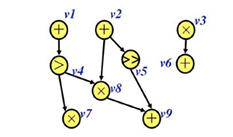 v1 v2 v3
+ + ×
> v4 >> v5 v6 +
× v8
× v7 + v9